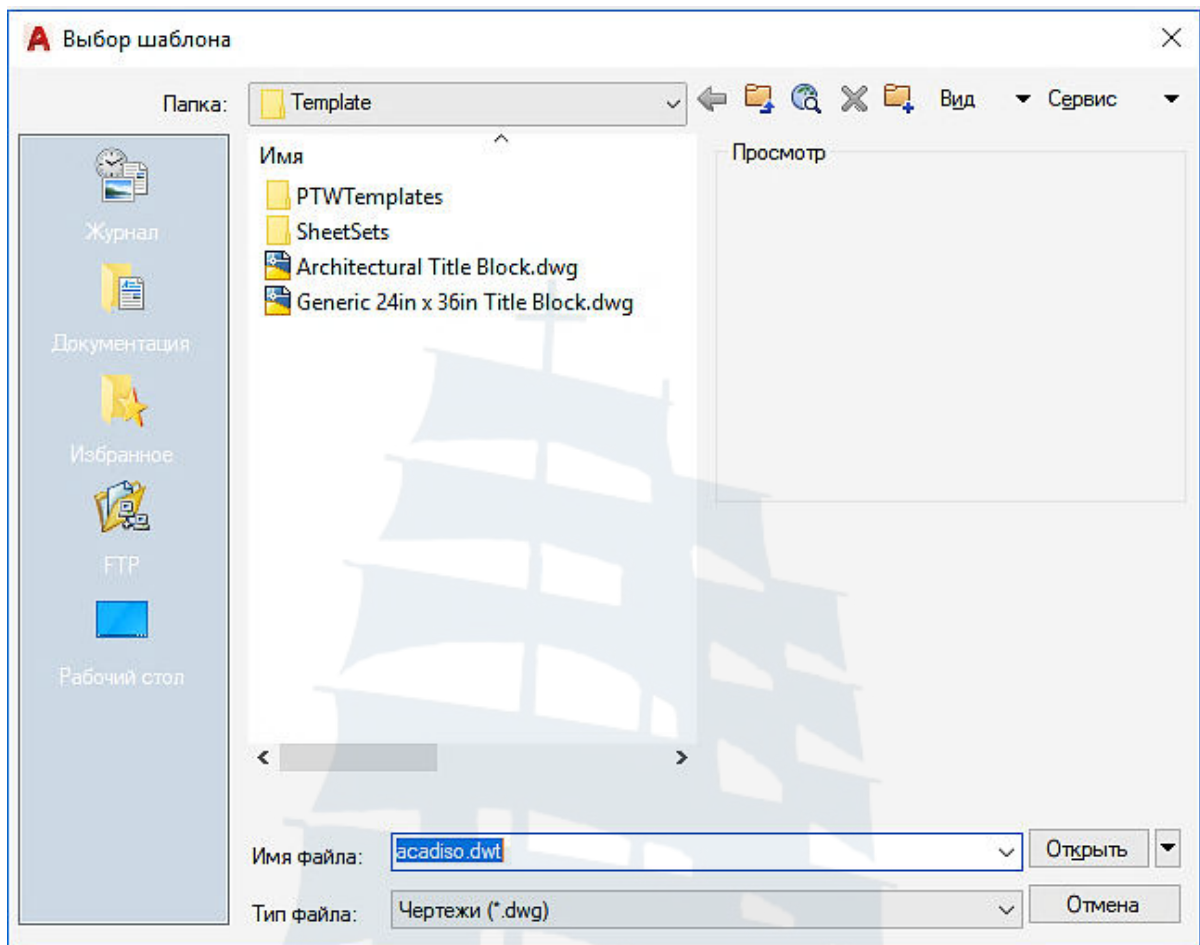 Выбор шаблона
Папка: Template Вид Сервис
Имя
PTWTemplates
SheetSets
Architectural Title Block.dwg
Generic 24in x 36in Title Block.dwg
Просмотр
Журнал
Документация
Избранное
FTP
Рабочий стол
Имя файла: acadiso.dwt Открыть
Тип файла: Чертежи (*.dwg) Отмена